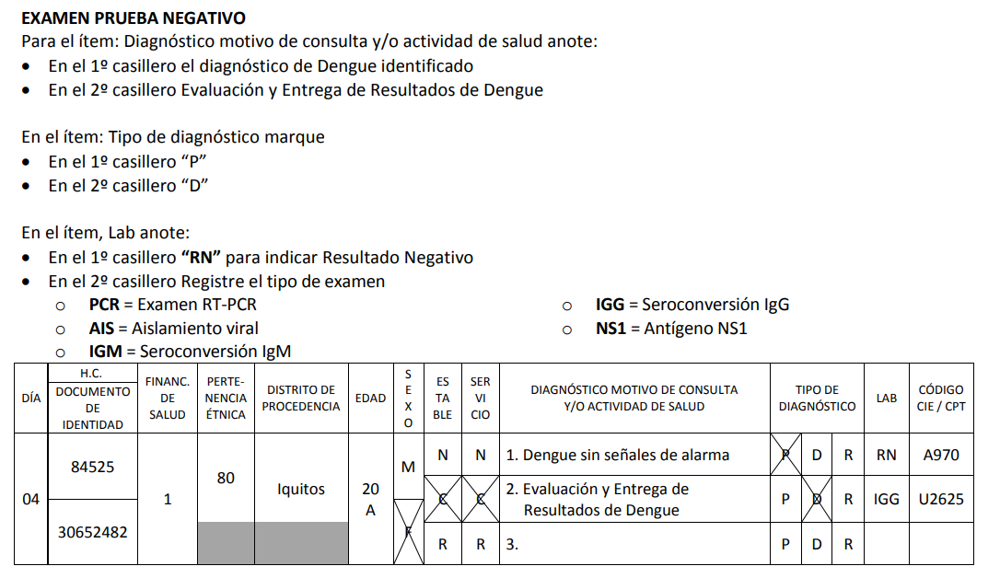 EXAMEN PRUEBA NEGATIVO
Para el ítem: Diagnóstico motivo de consulta y/o actividad de salud anote:
• En el 1º casillero el diagnóstico de Dengue identificado
• En el 2º casillero Evaluación y Entrega de Resultados de Dengue
En el ítem: Tipo de diagnóstico marque
• En el 1º casillero “P”
• En el 2º casillero “D”
En el ítem, Lab anote:
• En el 1º casillero “RN” para indicar Resultado Negativo
• En el 2º casillero Registre el tipo de examen
o PCR = Examen RT-PCR
o AIS = Aislamiento viral
o IGM = Seroconversión IgM
o IGG = Seroconversión IgG
o NS1 = Antígeno NS1
DÍA
H.C.
DOCUMENTO
DE
IDENTIDAD
FINANC.
DE
SALUD
PERTE-
NENCIA
ÉTNICA
DISTRITO DE
PROCEDENCIA
EDAD
S
E
X
O
ES
TA
BLE
SER
VI
CIO
DIAGNÓSTICO MOTIVO DE CONSULTA
Y/O ACTIVIDAD DE SALUD
TIPO DE
DIAGNÓSTICO
LAB
CÓDIGO
CIE / CPT
04
84525
30652482
1
80
Iquitos
20
A
M
F
N N 1. Dengue sin señales de alarma P D R RN A970
C C 2. Evaluación y Entrega de
Resultados de Dengue P D R IGG U2625
R R 3. P D R